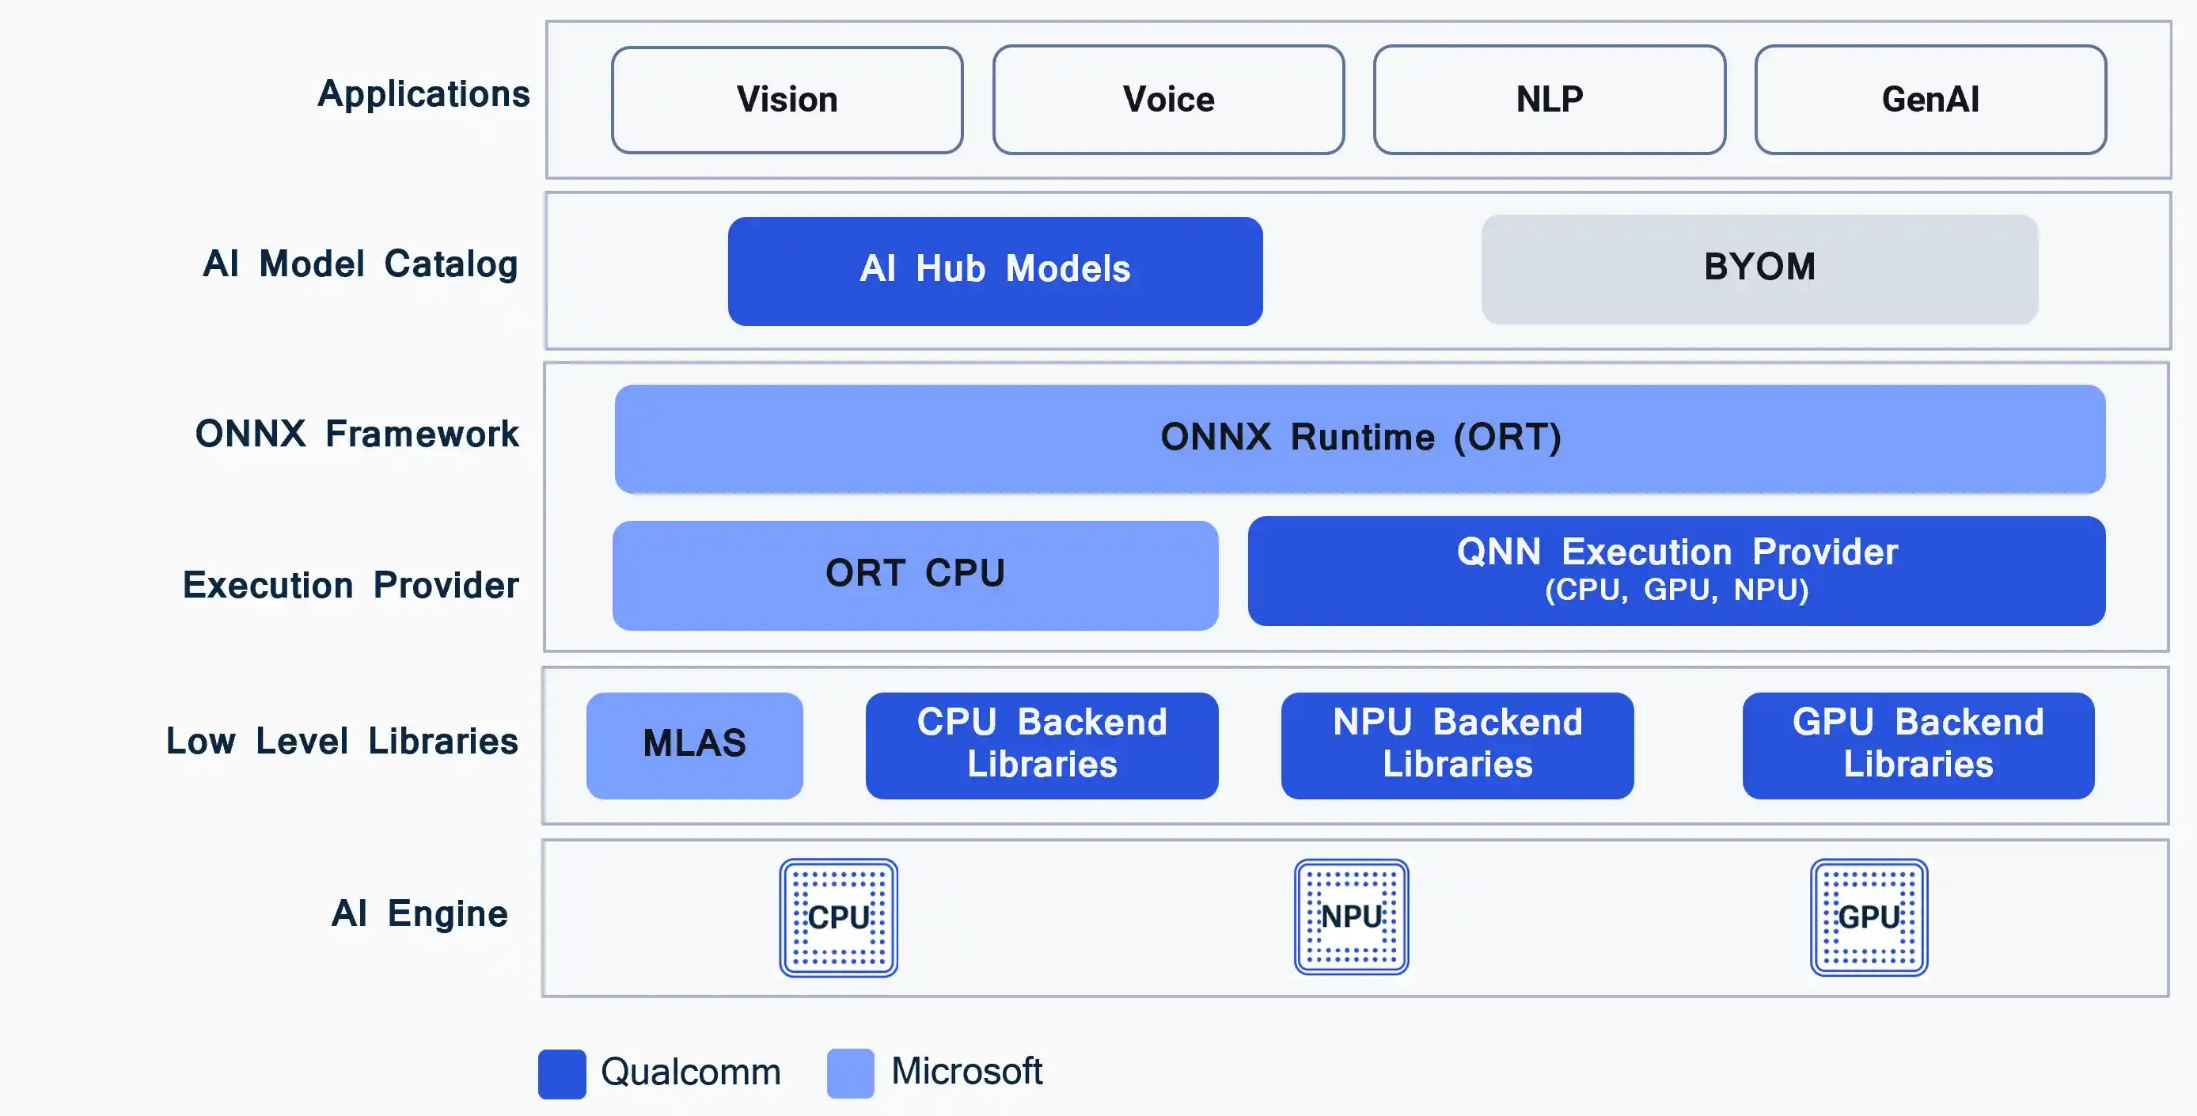 Applications
Vision
Voice
NLP
GenAI
AI Model Catalog
AI Hub Models
BYOM
ONNX Framework
ONNX Runtime (ORT)
Execution Provider
ORT CPU
QNN Execution Provider
(CPU, GPU, NPU)
Low Level Libraries
MLAS
CPU Backend
Libraries
NPU Backend
Libraries
GPU Backend
Libraries
AI Engine
CPU
NPU
GPU
Qualcomm
Microsoft